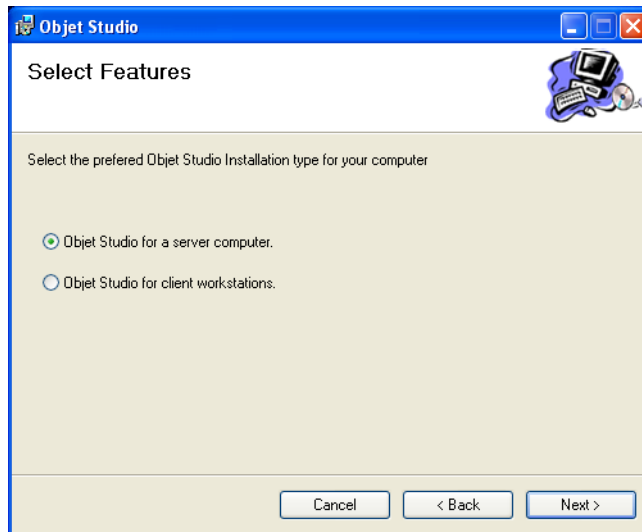 Objet Studio
Select Features
Select the prefered Objet Studio Installation type for your computer
Objet Studio for a server computer.
Objet Studio for client workstations.
Cancel < Back Next >